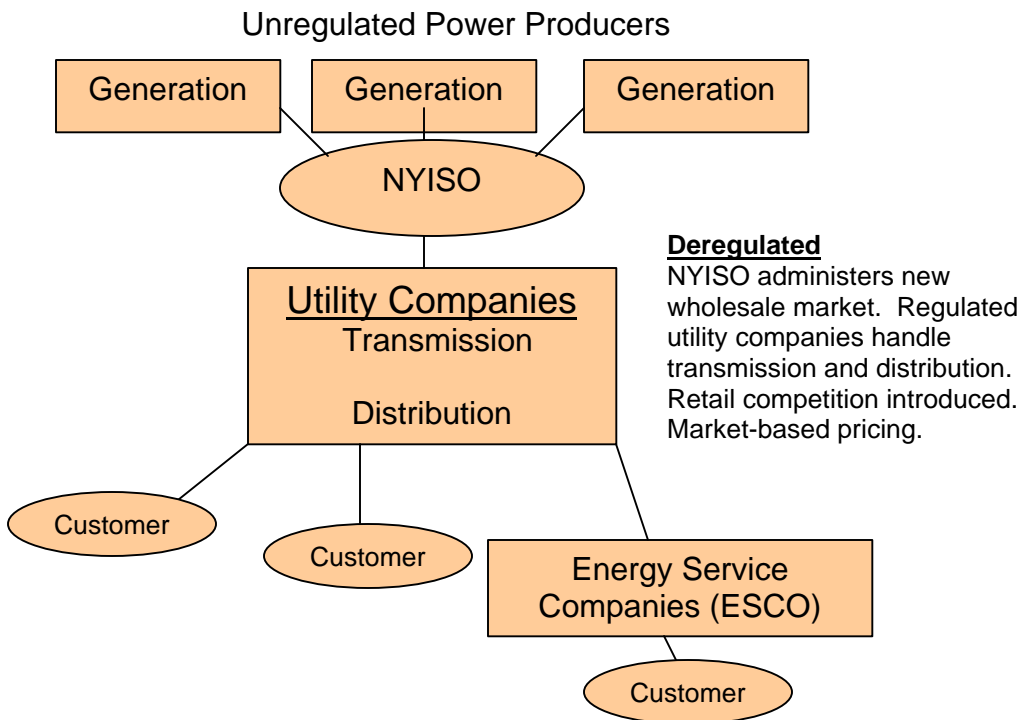 Unregulated Power Producers
Generation
Generation
Generation
NYISO
Deregulated
NYISO administers new
wholesale market.  Regulated
utility companies handle
transmission and distribution.
Retail competition introduced.
Market-based pricing.
Utility Companies
Transmission
Distribution
Customer
Customer
Energy Service
Companies (ESCO)
Customer